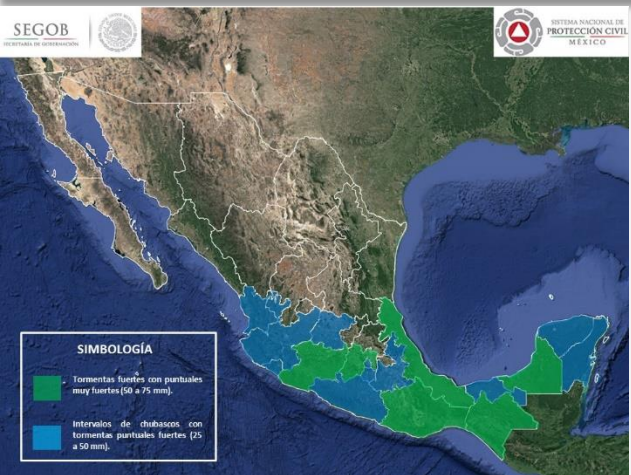 SEGOB
SECRETARÍA DE GOBERNACIÓN
SISTEMA NACIONAL DE
PROTECCIÓN CIVIL
MÉXICO
SIMBOLOGÍA
Tormentas fuertes con puntuales
muy fuertes (50 a 75 mm).
Intervalos de chubascos con
tormentas puntuales fuertes (25
a 50 mm).